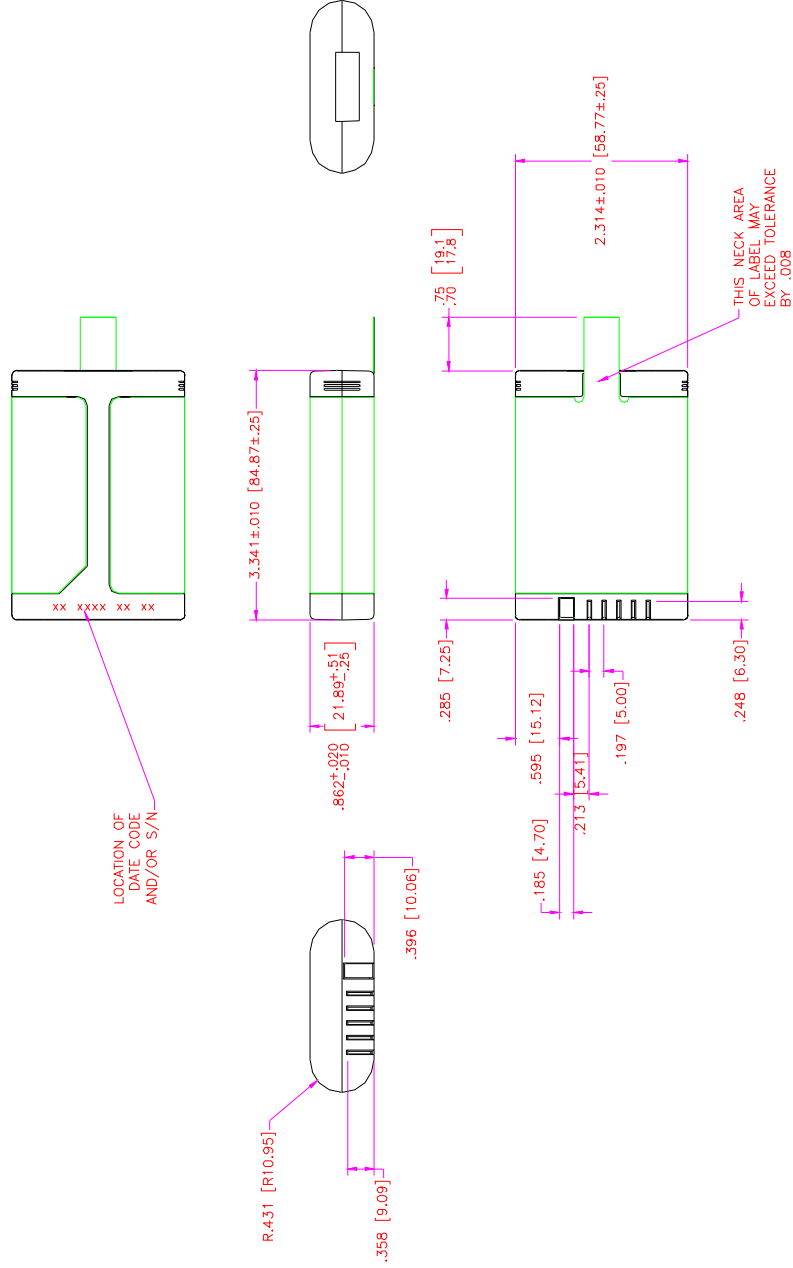 2.314±.010 [58.77±.25]
.75 [19.1]
.70 [17.8]
THIS NECK AREA
OF LABEL MAY
EXCEED TOLERANCE
BY .008
3.341±.010 [84.87±.25]
XX XXXX XX XX
.862+.020 -.010 [21.89+.51 -.25]
LOCATION OF
DATE CODE
AND/OR S/N
.285 [7.25]
.595 [15.12]
.197 [5.00]
.248 [6.30]
.213 [5.41]
.185 [4.70]
.396 [10.06]
R.431 [R10.95]
.358 [9.09]